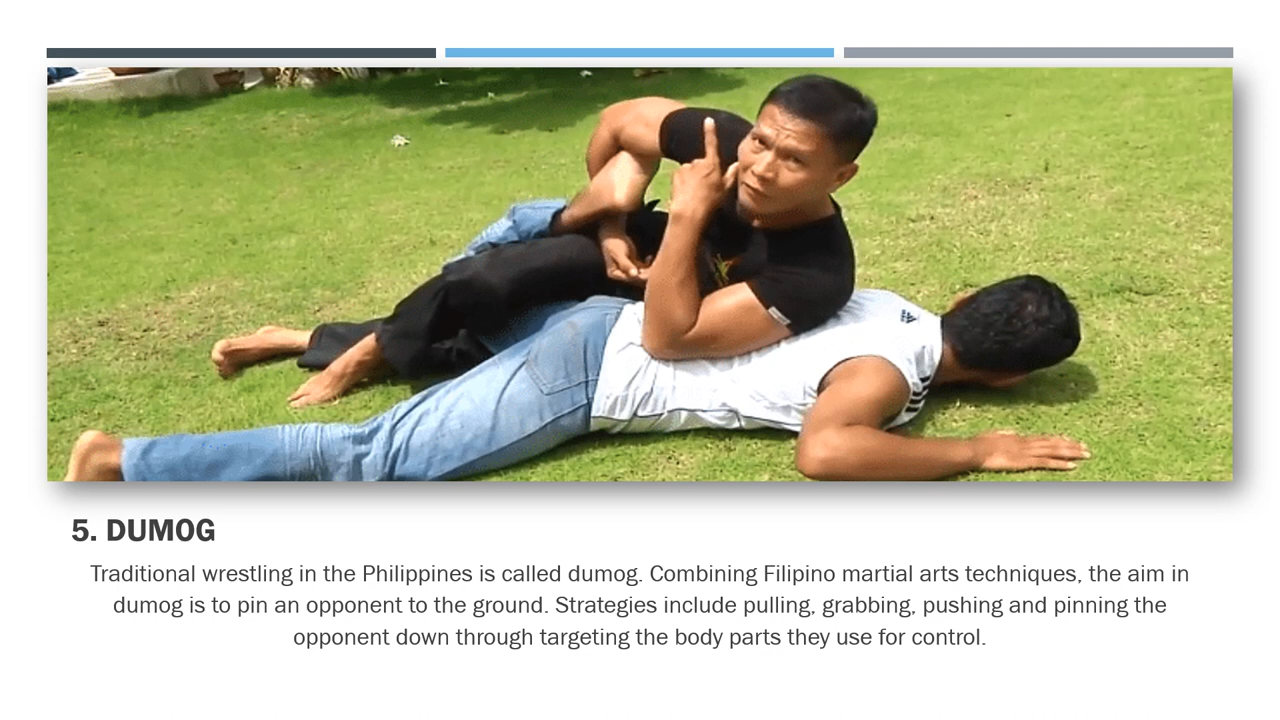 5. DUMOG
Traditional wrestling in the Philippines is called dumog. Combining Filipino martial arts techniques, the aim in
dumog is to pin an opponent to the ground. Strategies include pulling, grabbing, pushing and pinning the
opponent down through targeting the body parts they use for control.